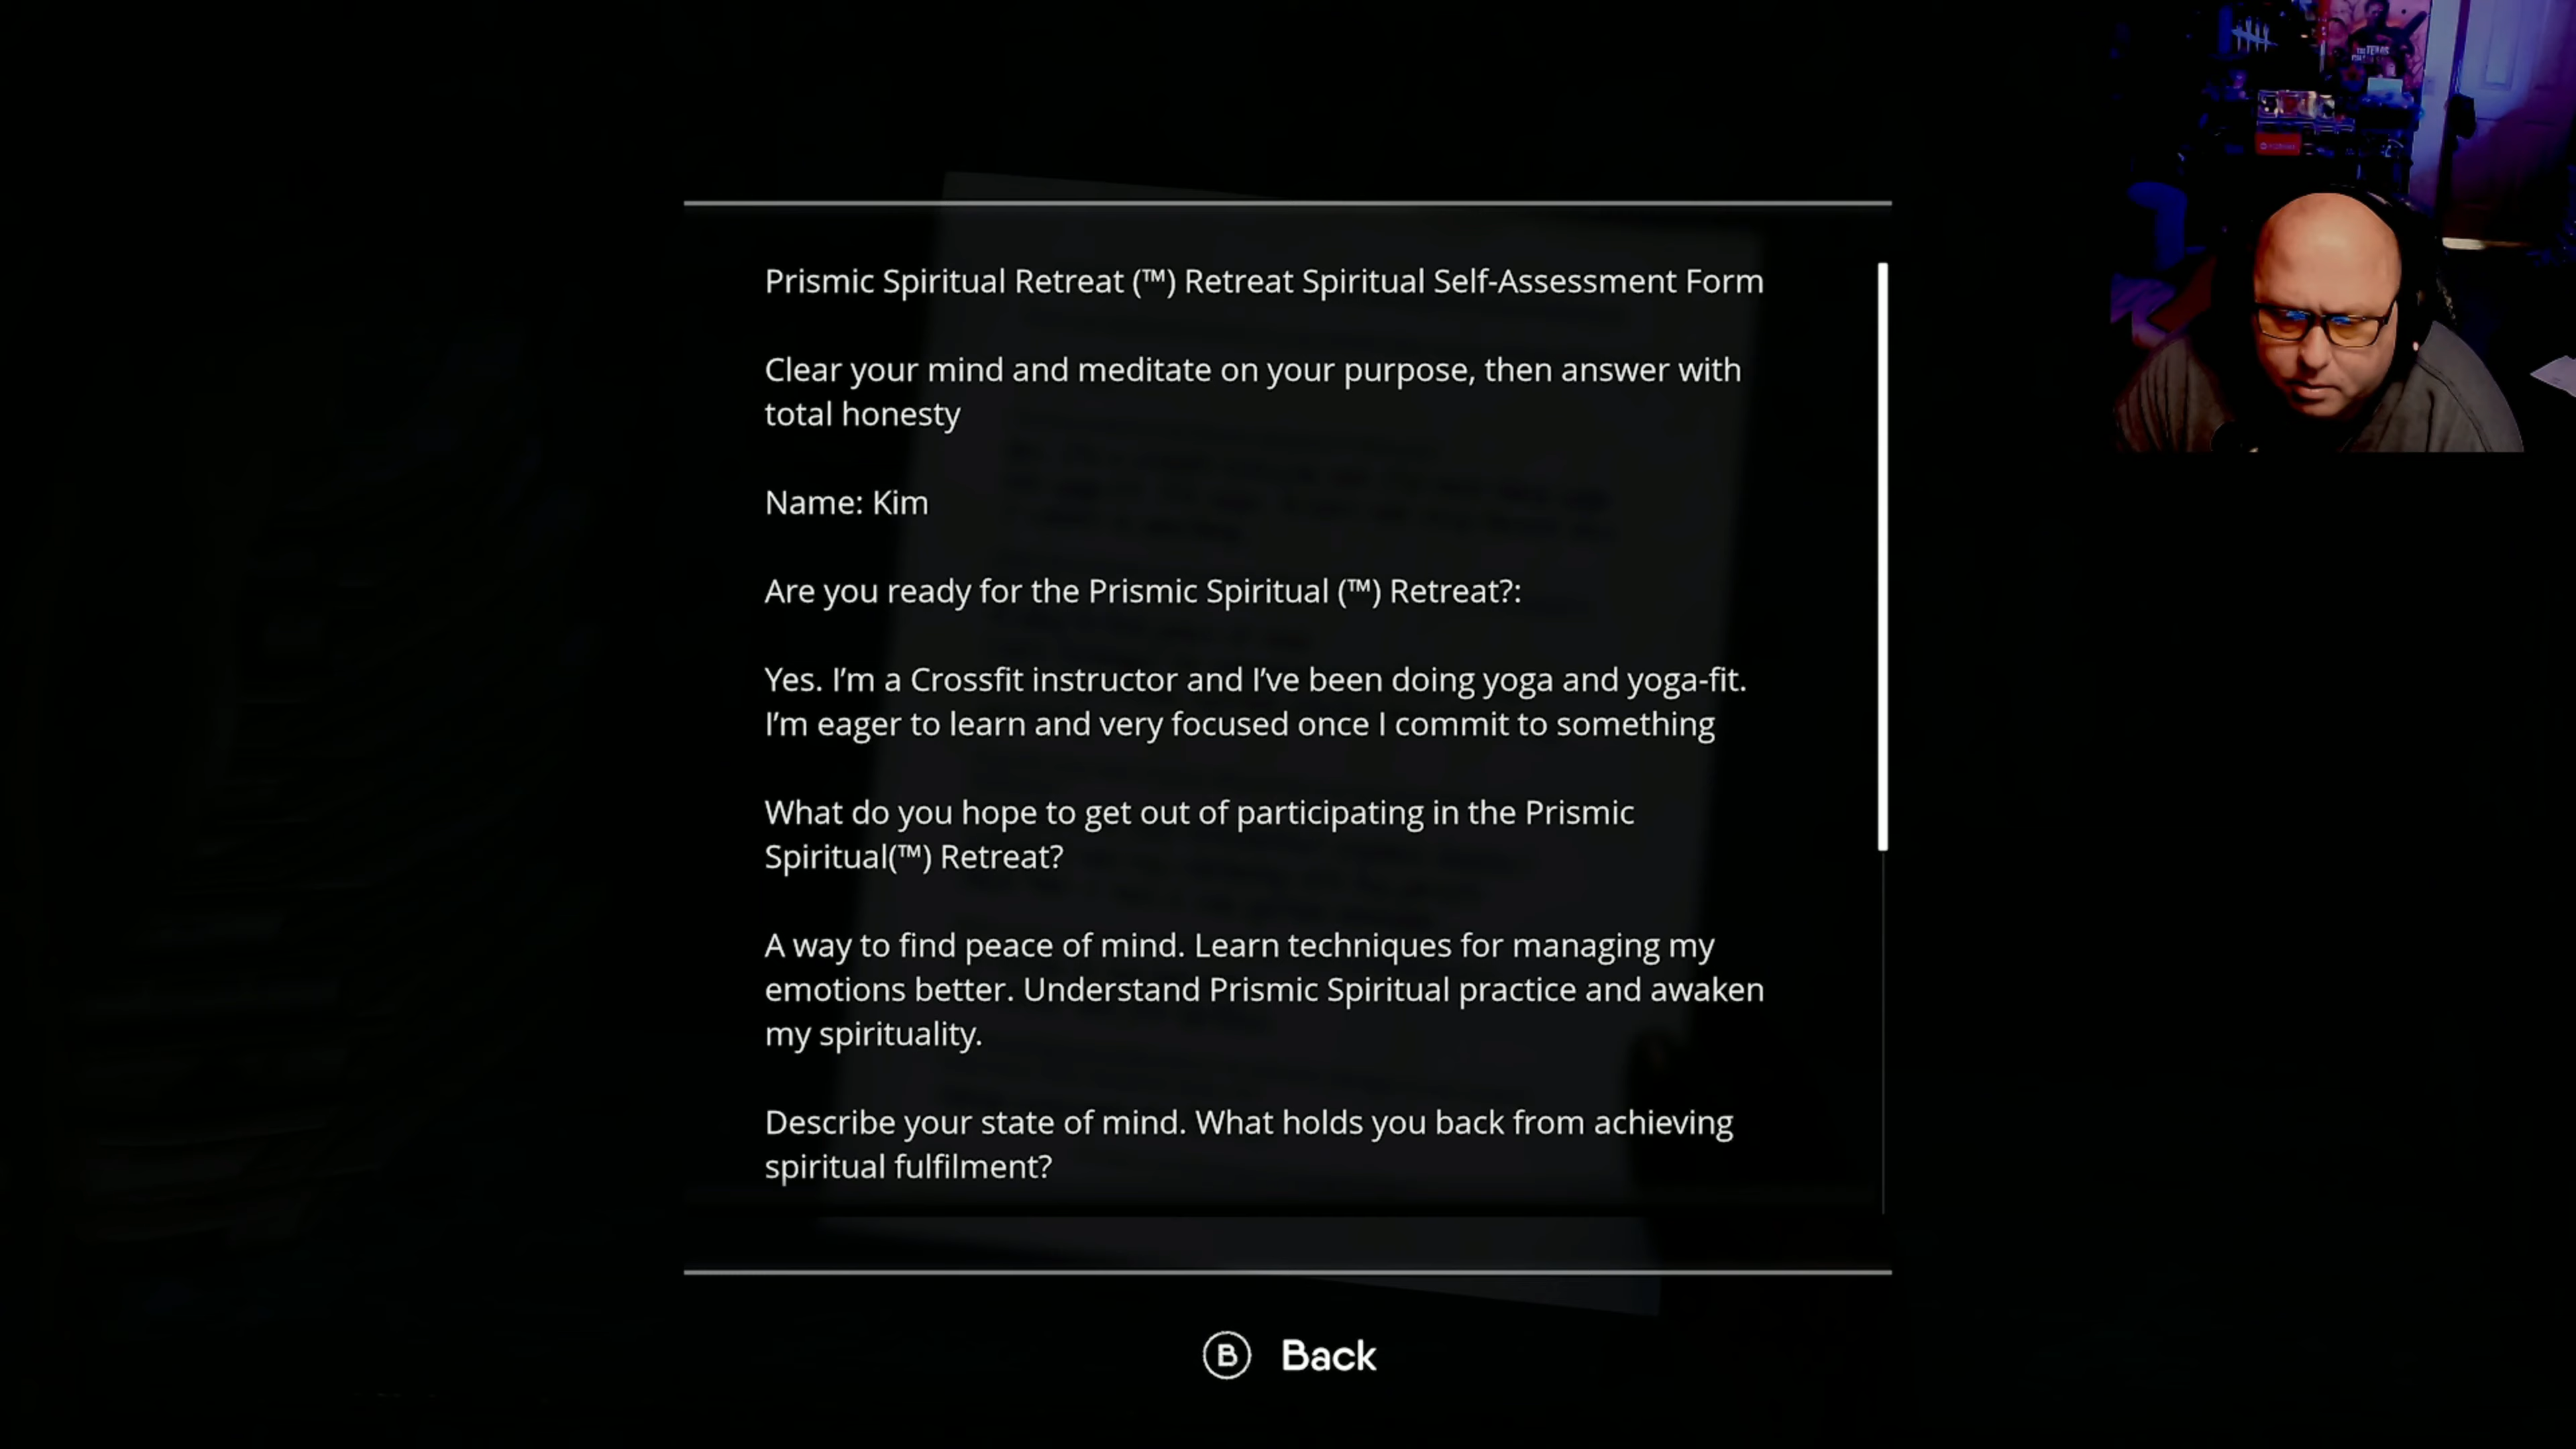 Prismic Spiritual Retreat (™) Retreat Spiritual Self-Assessment Form
Clear your mind and meditate on your purpose, then answer with
total honesty
Name: Kim
Are you ready for the Prismic Spiritual (™) Retreat?:
Yes. I’m a Crossfit instructor and I’ve been doing yoga and yoga-fit.
I’m eager to learn and very focused once I commit to something
What do you hope to get out of participating in the Prismic
Spiritual(™) Retreat?
A way to find peace of mind. Learn techniques for managing my
emotions better. Understand Prismic Spiritual practice and awaken
my spirituality.
Describe your state of mind. What holds you back from achieving
spiritual fulfilment?
B Back